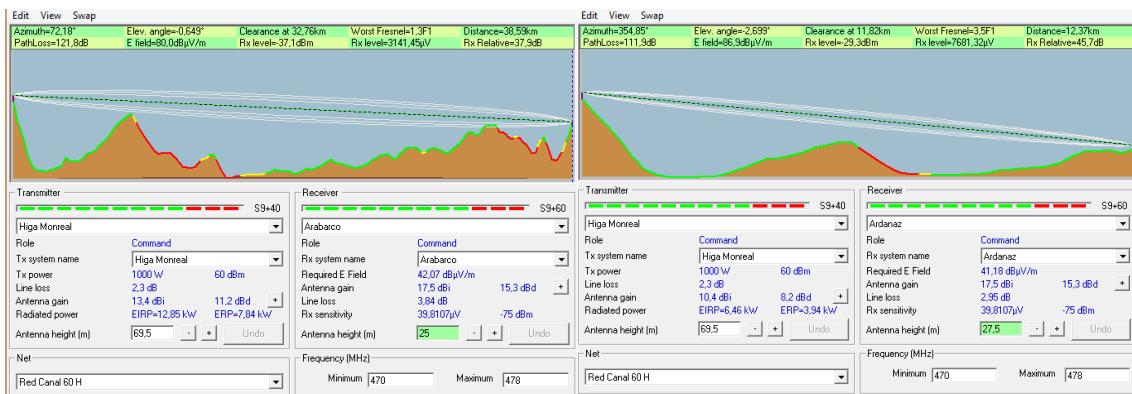 Edit View Swap
Azimuth=72,18° Elev. angle=-0,649° Clearance at 32,76km Worst Fresnel=1,3F1 Distance=38,59km
PathLoss=121,8dB E field=80,0dBµV/m Rx level=-37,1dBm Rx level=3141,45µV Rx Relative=37,9dB
Transmitter
S9+40
Higa Monreal
Role Command
Tx system name Higa Monreal
Tx power 1000 W 60 dBm
Line loss 2,3 dB
Antenna gain 13,4 dBi 11,2 dBd +
Radiated power EIRP=12,85 kW ERP=7,84 kW
Antenna height (m) 69,5 - + Undo
Net
Red Canal 60 H
Receiver
S9+60
Arabarco
Role Command
Rx system name Arabarco
Required E Field 42,07 dBµV/m
Antenna gain 17,5 dBi 15,3 dBd +
Line loss 3,84 dB
Rx sensitivity 39,8107µV -75 dBm
Antenna height (m) 25 - + Undo
Frequency (MHz)
Minimum 470 Maximum 478
Edit View Swap
Azimuth=354,85° Elev. angle=-2,699° Clearance at 11,82km Worst Fresnel=3,5F1 Distance=12,37km
PathLoss=111,9dB E field=86,9dBµV/m Rx level=-29,3dBm Rx level=7681,32µV Rx Relative=45,7dB
Transmitter
S9+40
Higa Monreal
Role Command
Tx system name Higa Monreal
Tx power 1000 W 60 dBm
Line loss 2,3 dB
Antenna gain 10,4 dBi 8,2 dBd +
Radiated power EIRP=6,46 kW ERP=3,94 kW
Antenna height (m) 69,5 - + Undo
Net
Red Canal 60 H
Receiver
S9+60
Ardanaz
Role Command
Rx system name Ardanaz
Required E Field 41,18 dBµV/m
Antenna gain 17,5 dBi 15,3 dBd +
Line loss 2,95 dB
Rx sensitivity 39,8107µV -75 dBm
Antenna height (m) 27,5 - + Undo
Frequency (MHz)
Minimum 470 Maximum 478